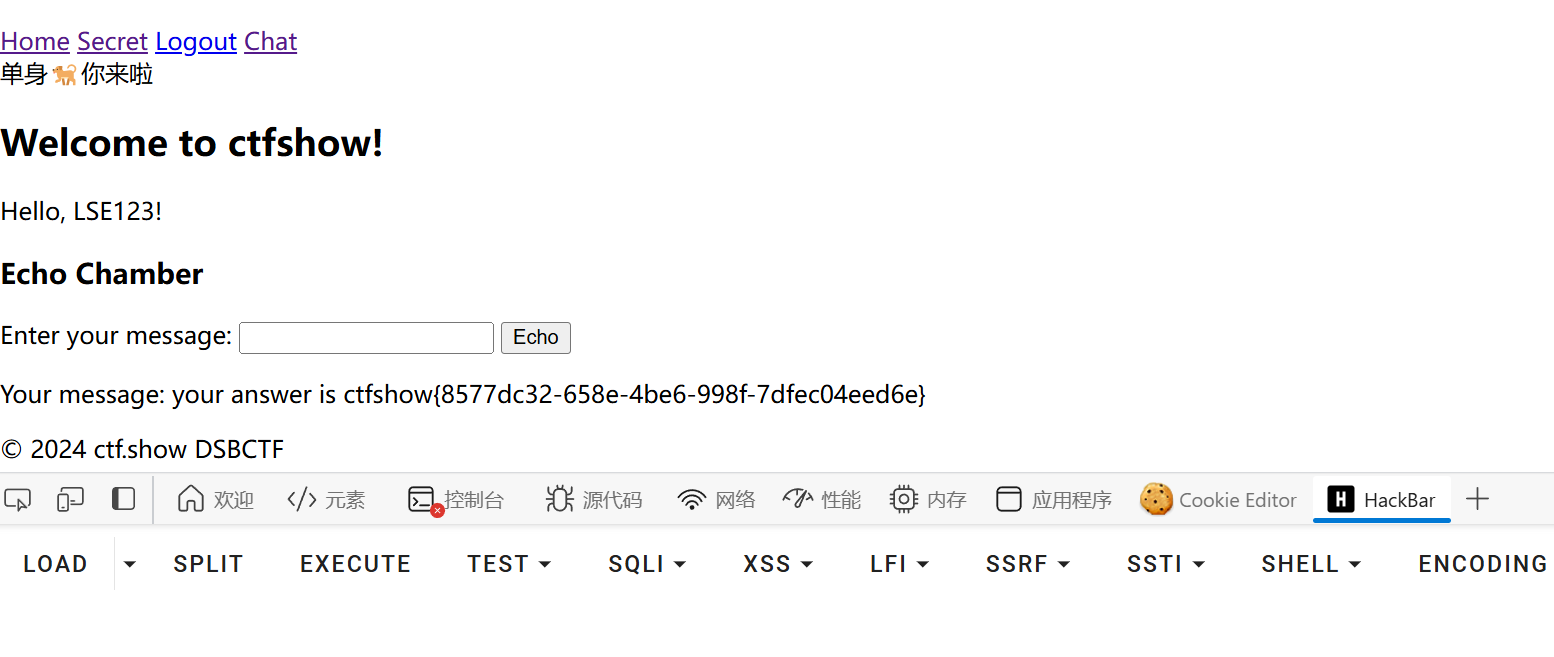 Home Secret Logout Chat
单身🐕你来啦
Welcome to ctfshow!
Hello, LSE123!
Echo Chamber
Enter your message: Echo
Your message: your answer is ctfshow{8577dc32-658e-4be6-998f-7dfec04eed6e}
© 2024 ctf.show DSBCTF
欢迎 元素 控制台 源代码 网络 性能 内存 应用程序 Cookie Editor H HackBar
LOAD SPLIT EXECUTE TEST SQLI XSS LFI SSRF SSTI SHELL ENCODING